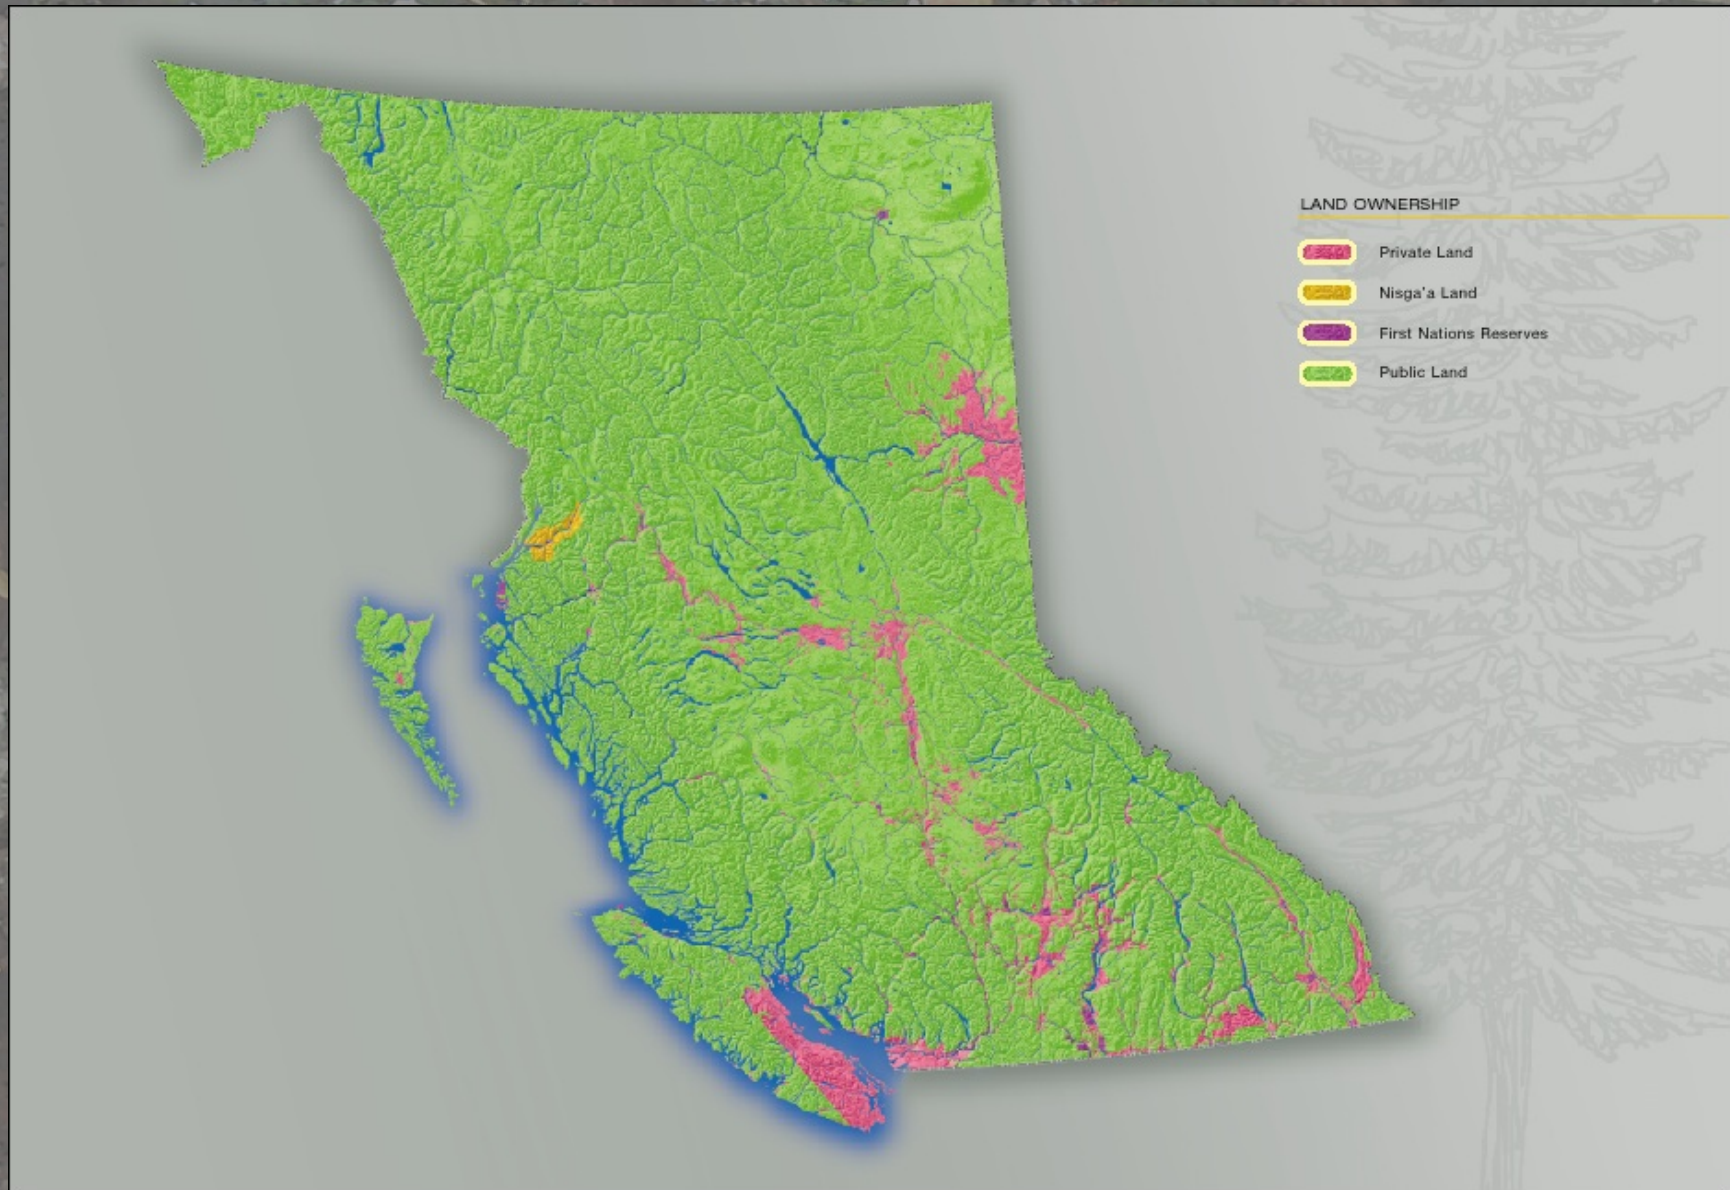 LAND OWNERSHIP
Private Land
Nisga'a Land
First Nations Reserves
Public Land